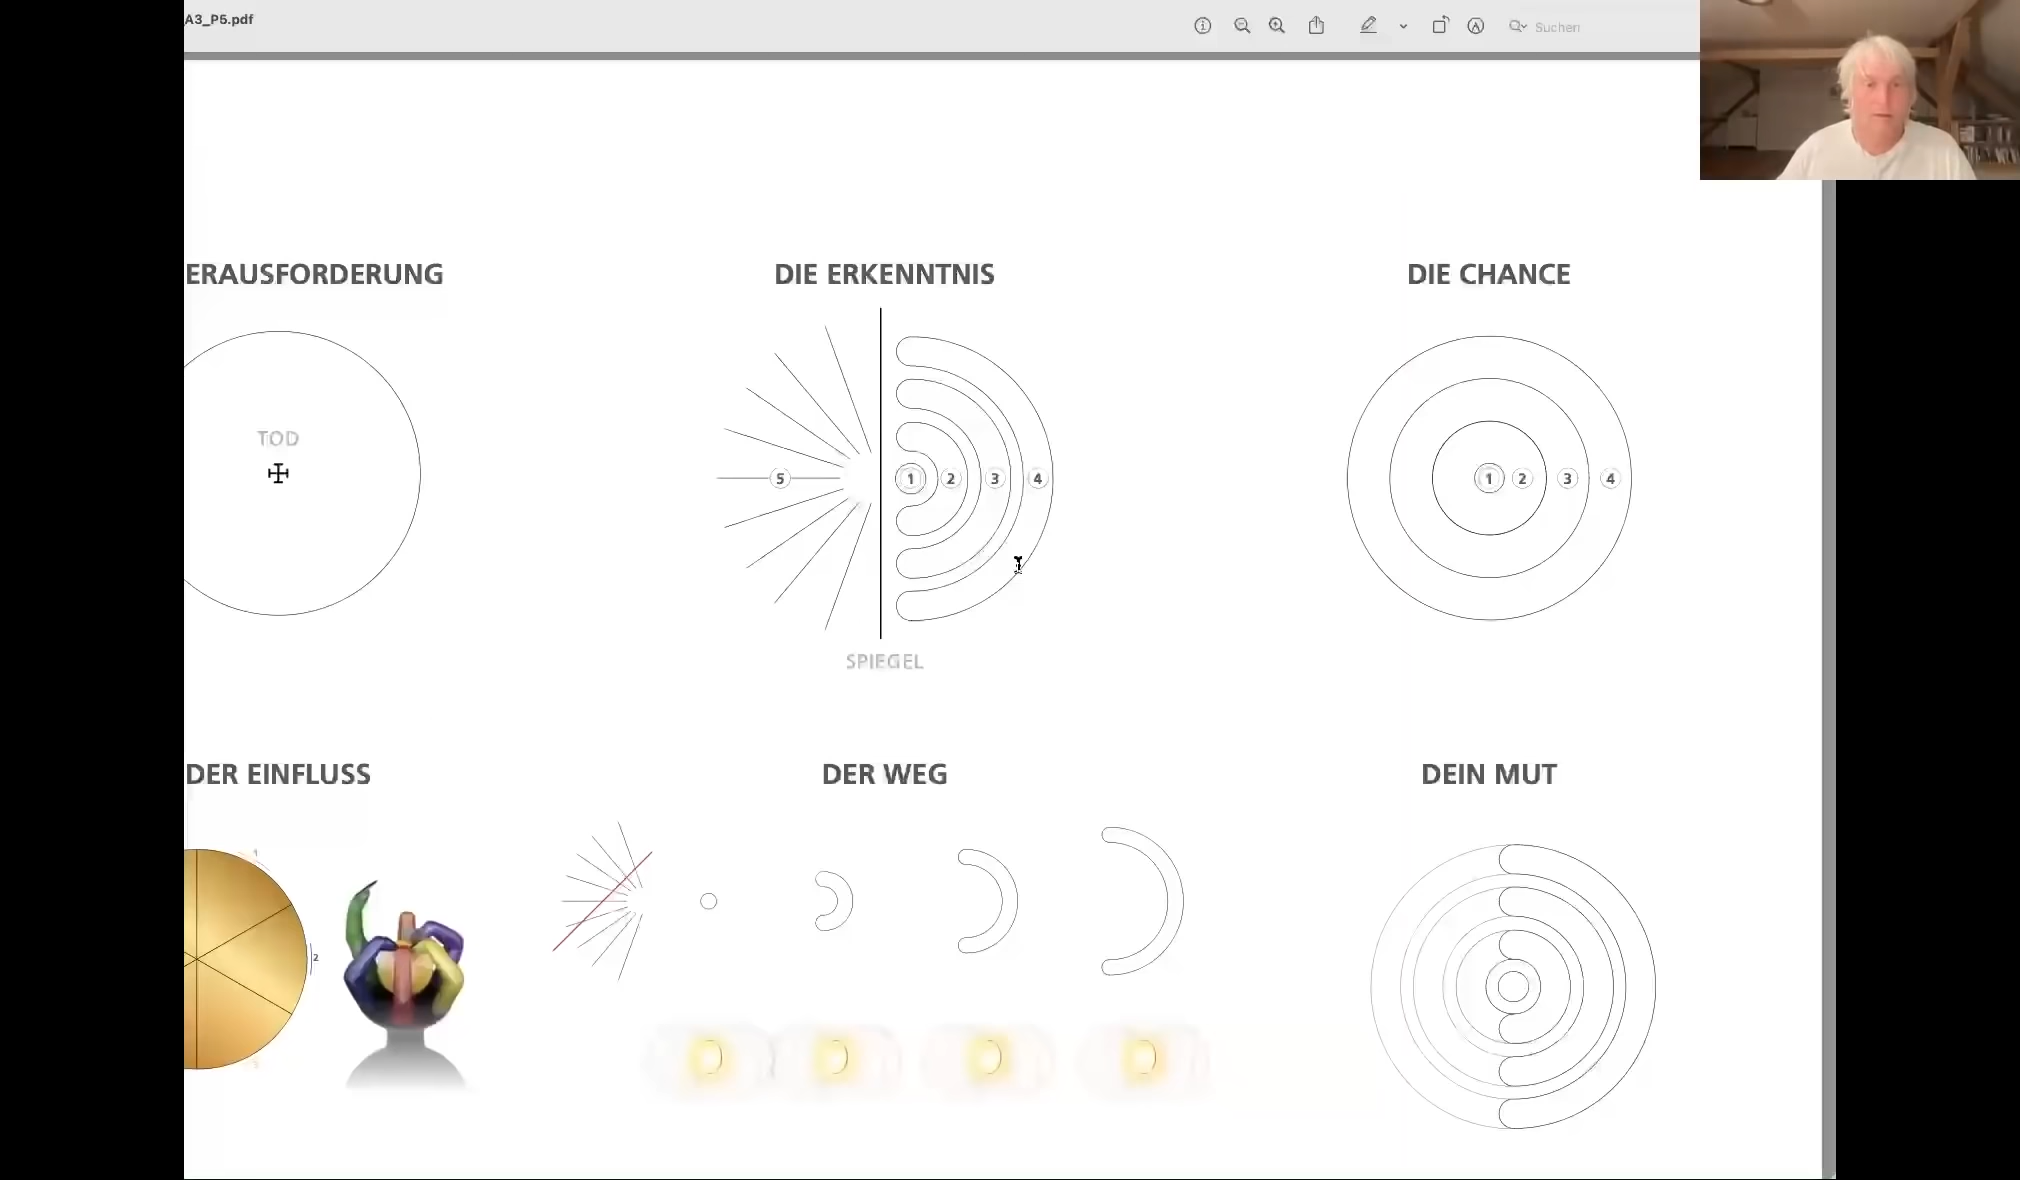 A3_P5.pdf
Suchen
ERAUSFORDERUNG
DIE ERKENNTNIS
DIE CHANCE
TOD
5
1
2
3
4
1
2
3
4
SPIEGEL
DER EINFLUSS
DER WEG
DEIN MUT
2